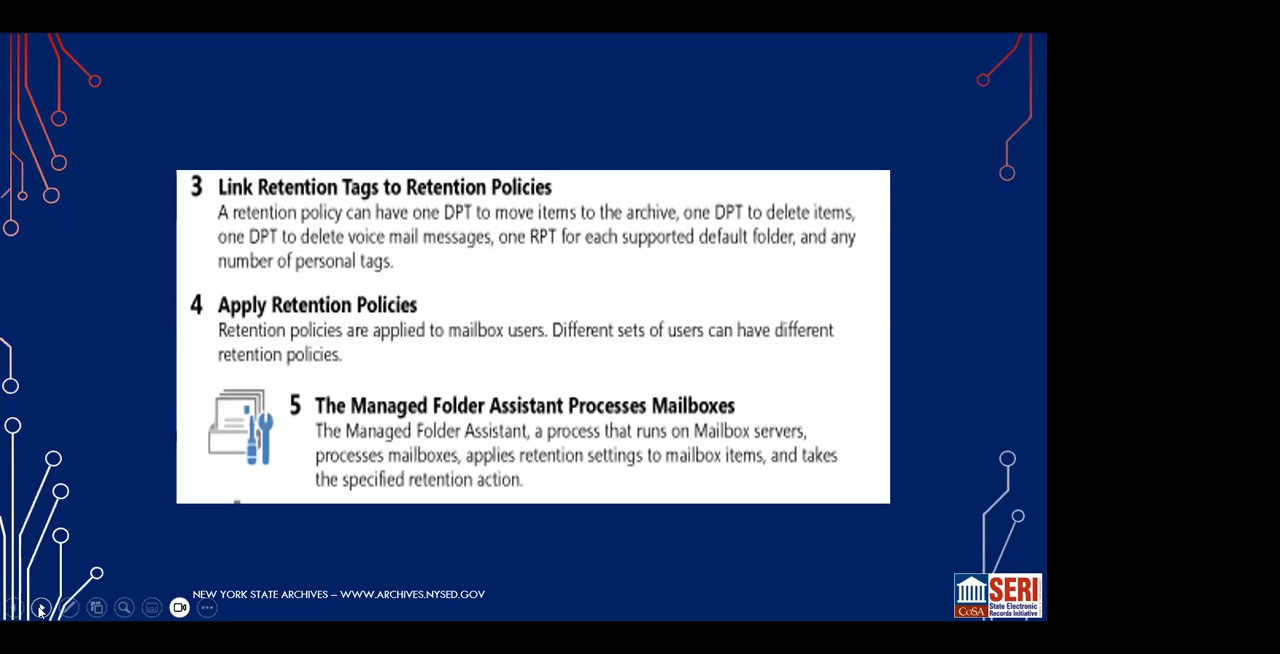 3 Link Retention Tags to Retention Policies
A retention policy can have one DPT to move items to the archive, one DPT to delete items,
one DPT to delete voice mail messages, one RPT for each supported default folder, and any
number of personal tags.
4 Apply Retention Policies
Retention policies are applied to mailbox users. Different sets of users can have different
retention policies.
5 The Managed Folder Assistant Processes Mailboxes
The Managed Folder Assistant, a process that runs on Mailbox servers,
processes mailboxes, applies retention settings to mailbox items, and takes
the specified retention action.
NEW YORK STATE ARCHIVES – WWW.ARCHIVES.NYSED.GOV
CoSA
SERI
State Electronic
Records Initiative